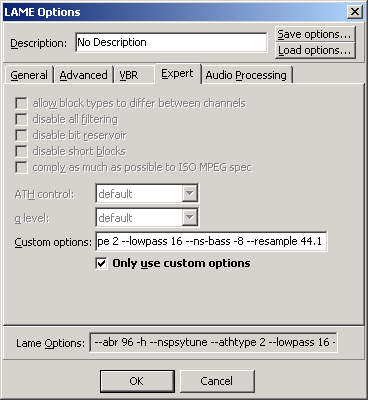 LAME Options
Description: No Description
Save options...
Load options...
General Advanced VBR Expert Audio Processing
allow block types to differ between channels
disable all filtering
disable bit reservoir
disable short blocks
comply as much as possible to ISO MPEG spec
ATH control: default
q level: default
Custom options: pe 2 --lowpass 16 --ns-bass -8 --resample 44.1
Only use custom options
Lame Options: --abr 96 -h --nspsytune --athtype 2 --lowpass 16 -
OK Cancel